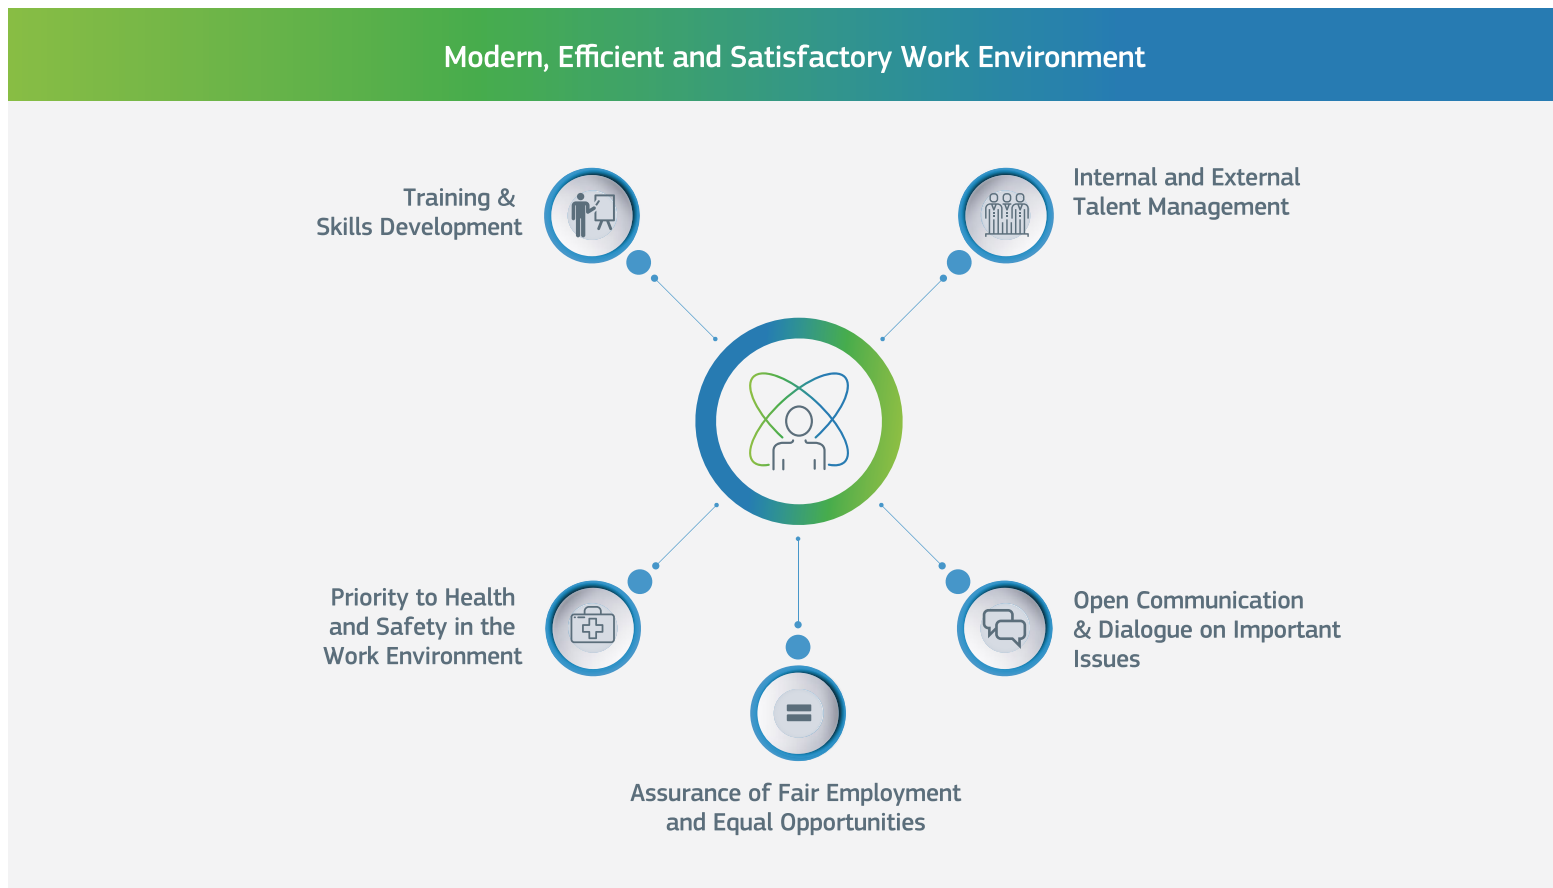 Modern, Efficient and Satisfactory Work Environment
Training &
Skills Development
Internal and External
Talent Management
Priority to Health
and Safety in the
Work Environment
Open Communication
& Dialogue on Important
Issues
Assurance of Fair Employment
and Equal Opportunities